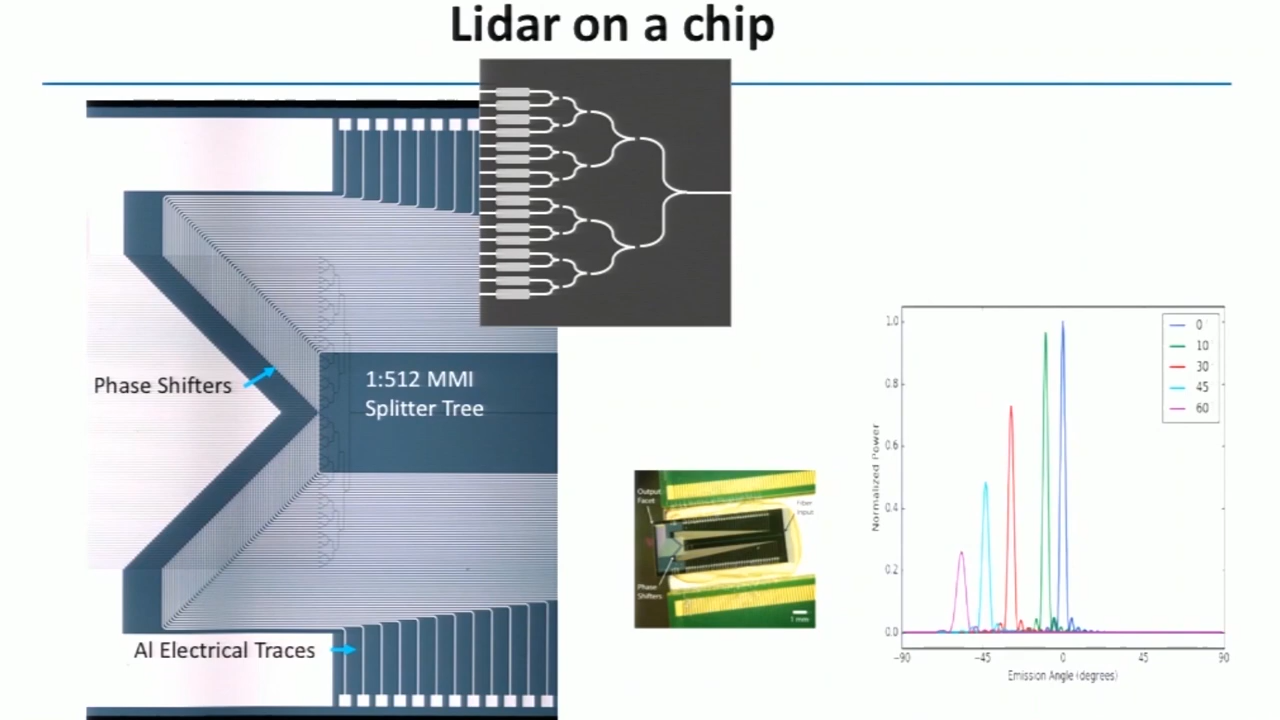 Lidar on a chip
Phase Shifters
1:512 MMI
Splitter Tree
Al Electrical Traces
Output
Facet
Fiber
Input
Phase
Shifters
1 mm
Normalized Power
1.0
0.8
0.6
0.4
0.2
0.0
−90
−45
0
45
90
Emission Angle (degrees)
0
10
30
45
60